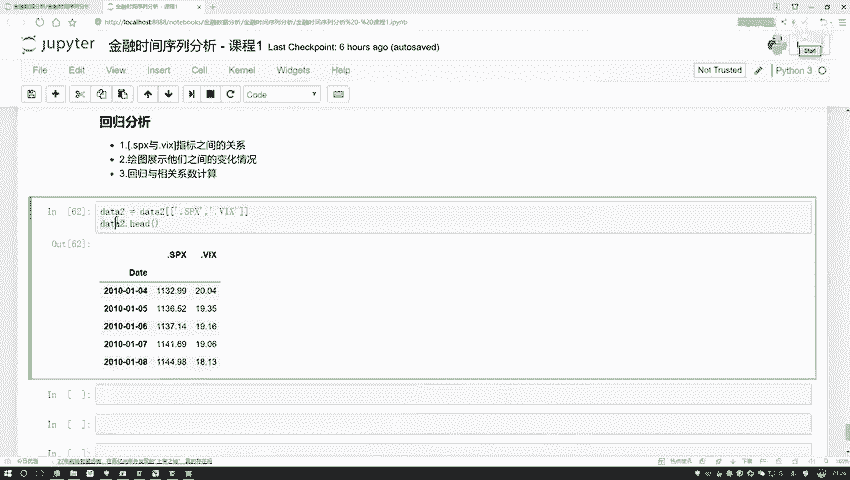 http://localhost:8888/notebooks/金融数据分析/金融时间序列分析/金融时间序列分析%20-%20课程1.ipynb
jupyter 金融时间序列分析 - 课程1 Last Checkpoint: 6 hours ago (autosaved)
File Edit View Insert Cell Kernel Widgets Help
Not Trusted Python 3
Code
回归分析
1.[.spx与.vix]指标之间的关系
2.绘图展示他们之间的变化情况
3.回归与相关系数计算
In [62]: data2 = data2[['.SPX','.VIX']]
data2.head()
Out[62]:
.SPX .VIX
Date
2010-01-04 1132.99 20.04
2010-01-05 1136.52 19.35
2010-01-06 1137.14 19.16
2010-01-07 1141.69 19.06
2010-01-08 1144.98 18.13
In [ ]:
In [ ]:
In [ ]: